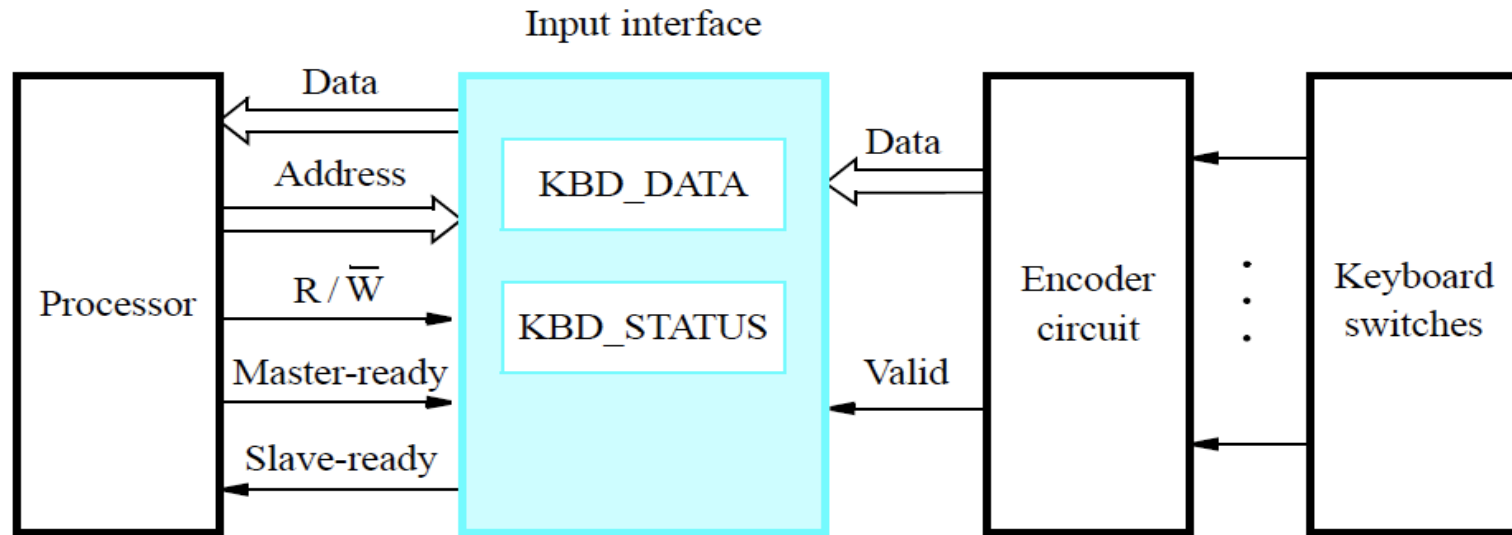 Input interface
Data
Address
R / W̅
Master-ready
Slave-ready
Processor
KBD_DATA
KBD_STATUS
Data
Valid
Encoder
circuit
Keyboard
switches